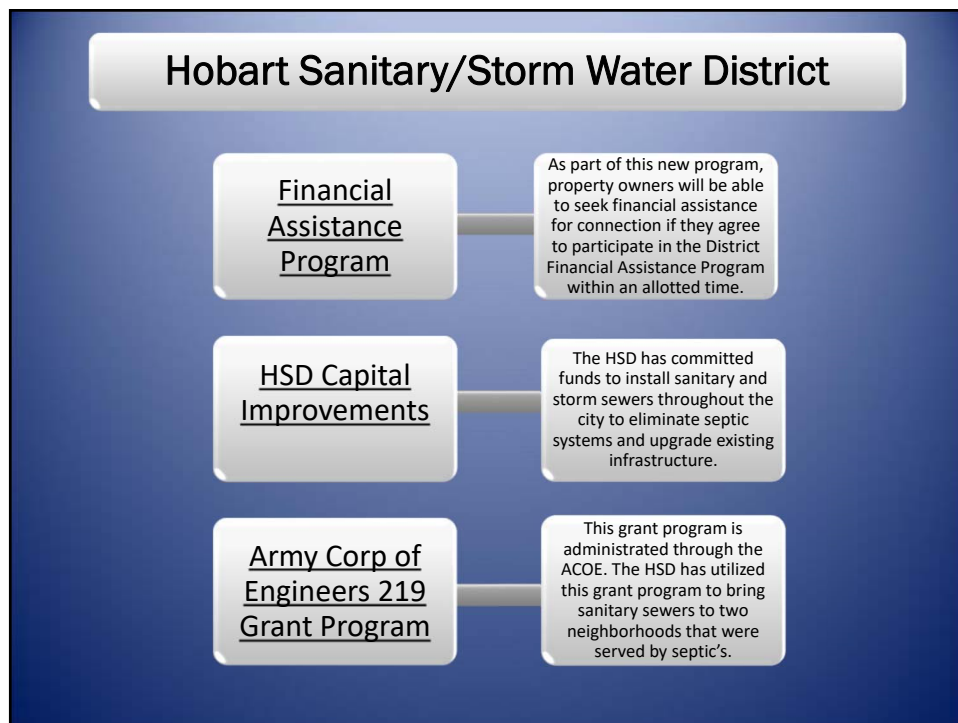 Hobart Sanitary/Storm Water District
Financial
Assistance
Program
As part of this new program,
property owners will be able
to seek financial assistance
for connection if they agree
to participate in the District
Financial Assistance Program
within an allotted time.
HSD Capital
Improvements
The HSD has committed
funds to install sanitary and
storm sewers throughout the
city to eliminate septic
systems and upgrade existing
infrastructure.
Army Corp of
Engineers 219
Grant Program
This grant program is
administrated through the
ACOE. The HSD has utilized
this grant program to bring
sanitary sewers to two
neighborhoods that were
served by septic’s.